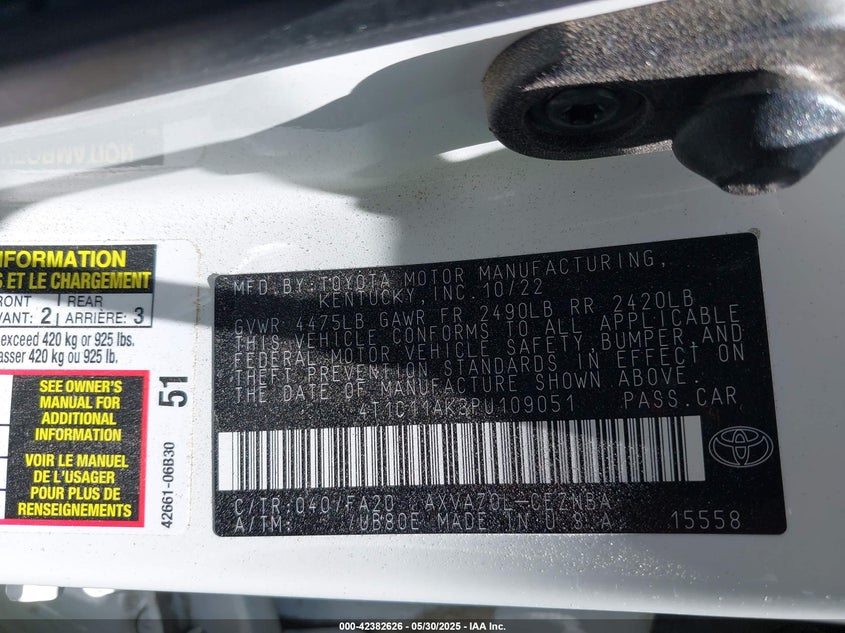 INFORMATION
INFORMATION
S ET LE CHARGEMENT
FRONT | REAR
VANT: 2 | ARRIÈRE: 3
exceed 420 kg or 925 lbs.
asser 420 kg ou 925 lb.
SEE OWNER'S
MANUAL FOR
ADDITIONAL
INFORMATION
VOIR LE MANUEL
DE L'USAGER
POUR PLUS DE
RENSEIGNEMENTS
51
42661-06B30
MFD.BY:TOYOTA MOTOR MANUFACTURING,
KENTUCKY,INC.10/22
GVWR 4475LB GAWR FR 2490LB RR 2420LB
THIS VEHICLE CONFORMS TO ALL APPLICABLE
FEDERAL MOTOR VEHICLE SAFETY,BUMPER,AND
THEFT PREVENTION STANDARDS IN EFFECT ON
THE DATE OF MANUFACTURE SHOWN ABOVE.
4T1C11AK3PU109051 PASS.CAR
C/TR:040/FA20 AXVA70L-CEZNBA
A/TM: UB80E MADE IN U.S.A. 15558
000-42382626 - 05/30/2025 - IAA Inc.